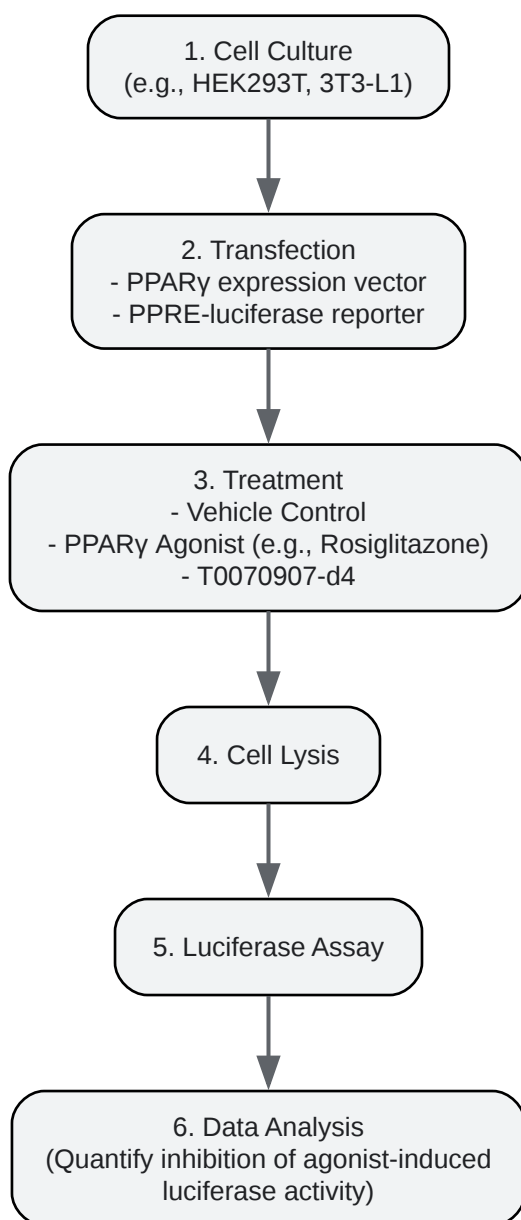 1. Cell Culture
(e.g., HEK293T, 3T3-L1)
2. Transfection
- PPARγ expression vector
- PPRE-luciferase reporter
3. Treatment
- Vehicle Control
- PPARγ Agonist (e.g., Rosiglitazone)
- T0070907-d4
4. Cell Lysis
5. Luciferase Assay
6. Data Analysis
(Quantify inhibition of agonist-induced
luciferase activity)